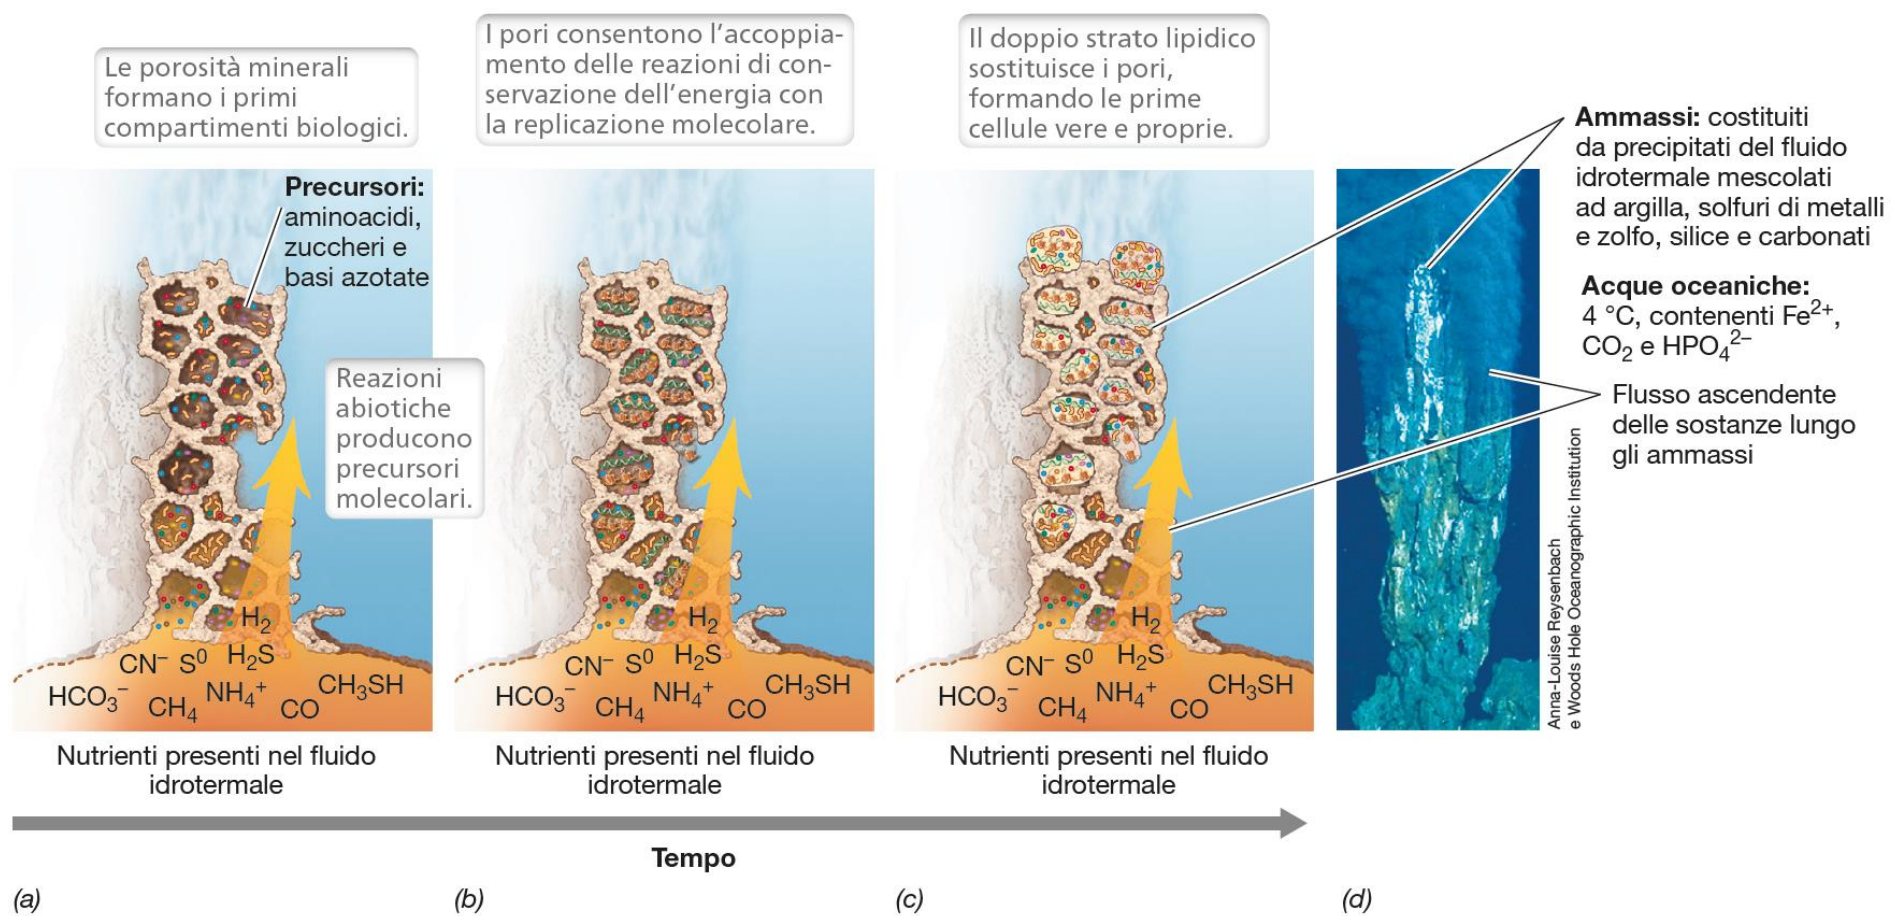 Le porosità minerali
formano i primi
compartimenti biologici.
I pori consentono l’accoppia-
mento delle reazioni di con-
servazione dell’energia con
la replicazione molecolare.
Il doppio strato lipidico
sostituisce i pori,
formando le prime
cellule vere e proprie.
Precursori:
aminoacidi,
zuccheri e
basi azotate
Reazioni
abiotiche
producono
precursori
molecolari.
H₂
CN⁻ S⁰ H₂S
HCO₃⁻ CH₄ NH₄⁺ CO CH₃SH
Nutrienti presenti nel fluido
idrotermale
H₂
CN⁻ S⁰ H₂S
HCO₃⁻ CH₄ NH₄⁺ CO CH₃SH
Nutrienti presenti nel fluido
idrotermale
H₂
CN⁻ S⁰ H₂S
HCO₃⁻ CH₄ NH₄⁺ CO CH₃SH
Nutrienti presenti nel fluido
idrotermale
Ammassi: costituiti
da precipitati del fluido
idrotermale mescolati
ad argilla, solfuri di metalli
e zolfo, silice e carbonati
Acque oceaniche:
4 °C, contenenti Fe²⁺,
CO₂ e HPO₄²⁻
Flusso ascendente
delle sostanze lungo
gli ammassi
Anna-Louise Reysenbach
e Woods Hole Oceanographic Institution
Tempo
(a)
(b)
(c)
(d)